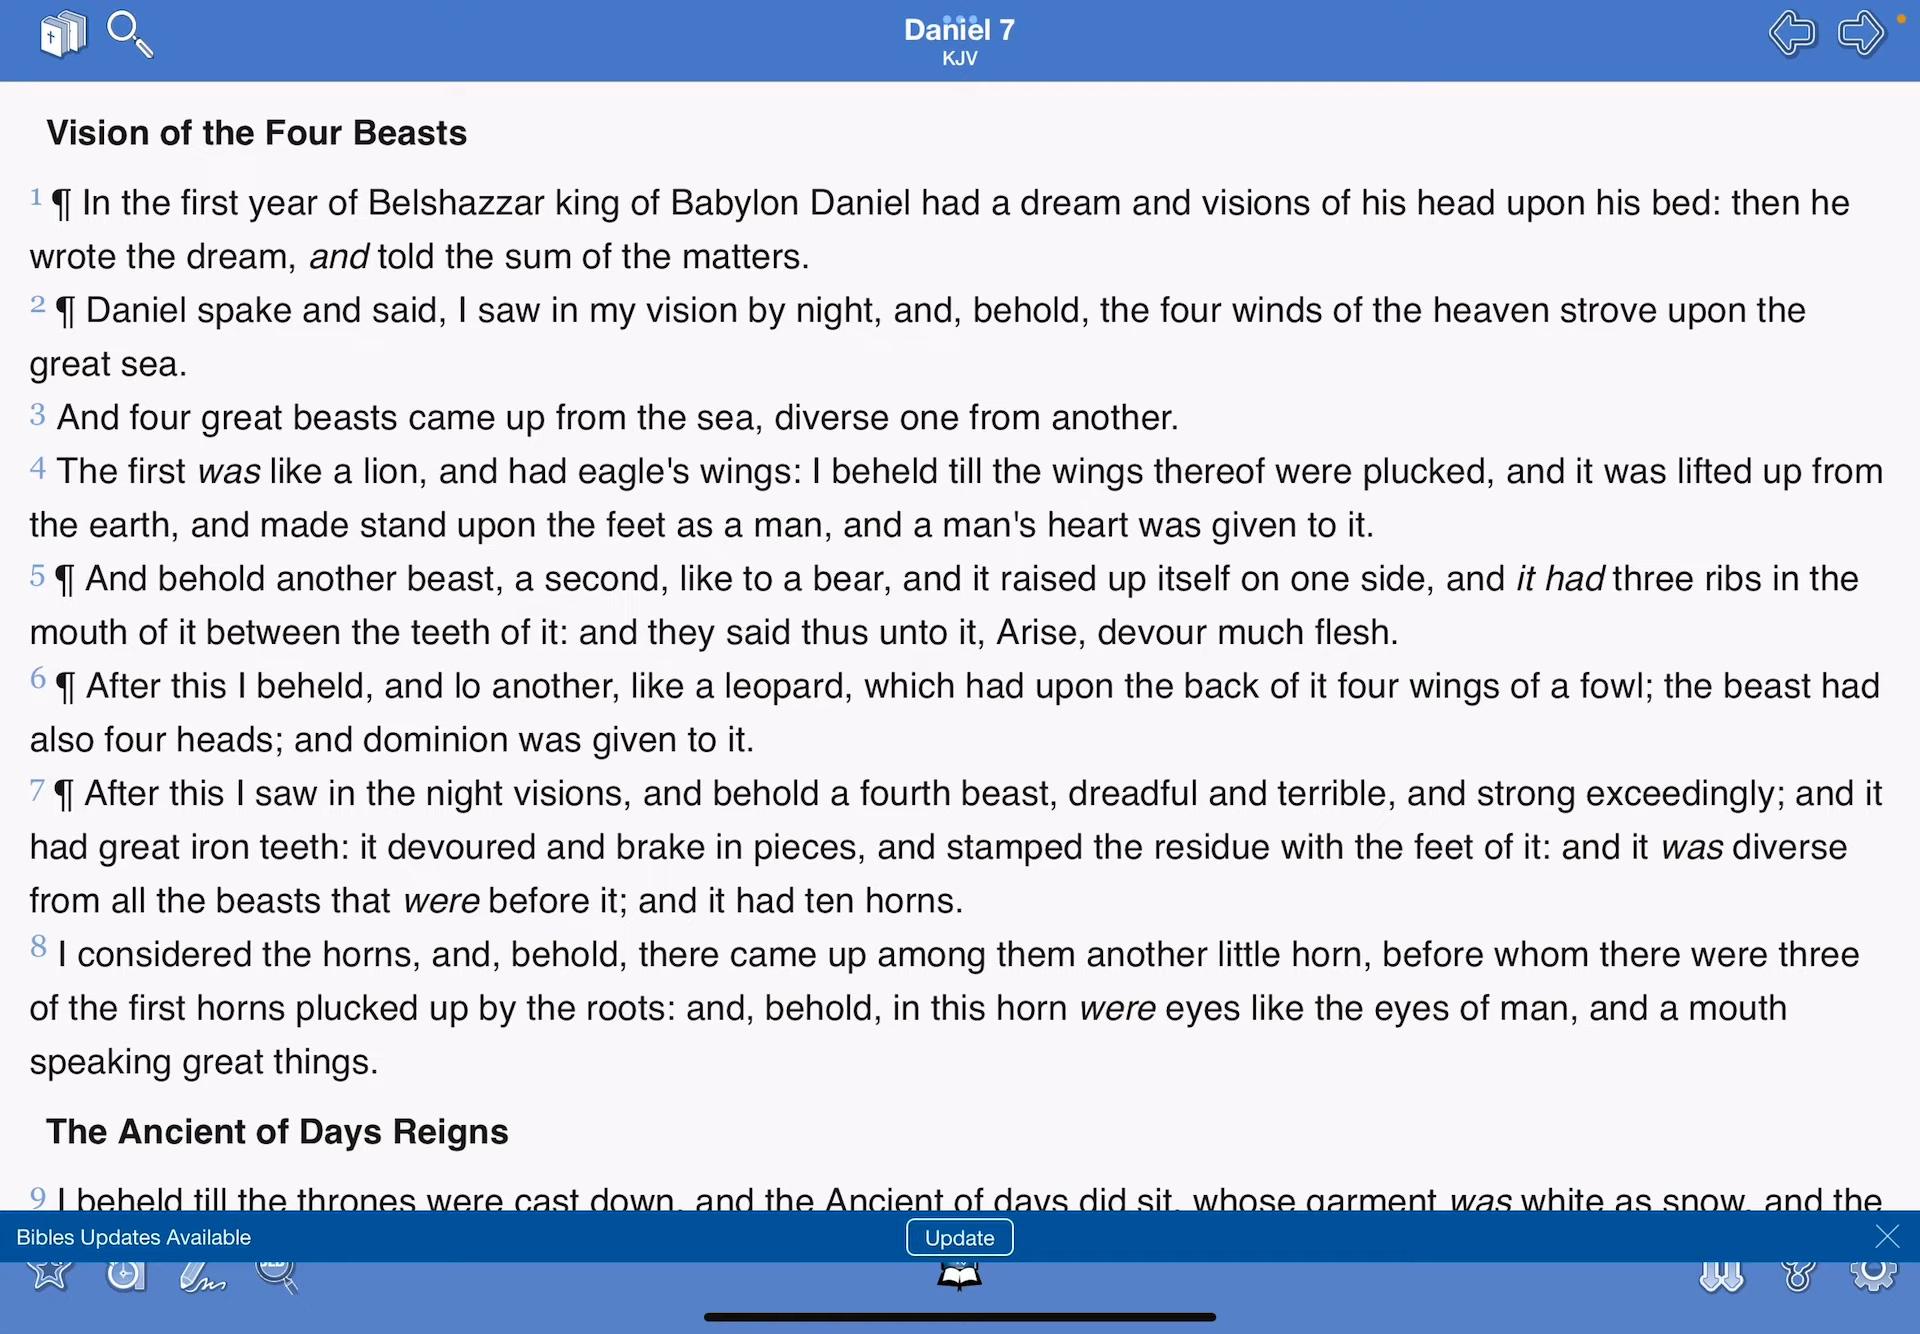 Daniel 7
KJV
Vision of the Four Beasts
1 ¶ In the first year of Belshazzar king of Babylon Daniel had a dream and visions of his head upon his bed: then he
wrote the dream, and told the sum of the matters.
2 ¶ Daniel spake and said, I saw in my vision by night, and, behold, the four winds of the heaven strove upon the
great sea.
3 And four great beasts came up from the sea, diverse one from another.
4 The first was like a lion, and had eagle's wings: I beheld till the wings thereof were plucked, and it was lifted up from
the earth, and made stand upon the feet as a man, and a man's heart was given to it.
5 ¶ And behold another beast, a second, like to a bear, and it raised up itself on one side, and it had three ribs in the
mouth of it between the teeth of it: and they said thus unto it, Arise, devour much flesh.
6 ¶ After this I beheld, and lo another, like a leopard, which had upon the back of it four wings of a fowl; the beast had
also four heads; and dominion was given to it.
7 ¶ After this I saw in the night visions, and behold a fourth beast, dreadful and terrible, and strong exceedingly; and it
had great iron teeth: it devoured and brake in pieces, and stamped the residue with the feet of it: and it was diverse
from all the beasts that were before it; and it had ten horns.
8 I considered the horns, and, behold, there came up among them another little horn, before whom there were three
of the first horns plucked up by the roots: and, behold, in this horn were eyes like the eyes of man, and a mouth
speaking great things.
The Ancient of Days Reigns
9 I beheld till the thrones were cast down, and the Ancient of days did sit, whose garment was white as snow, and the
Bibles Updates Available
Update